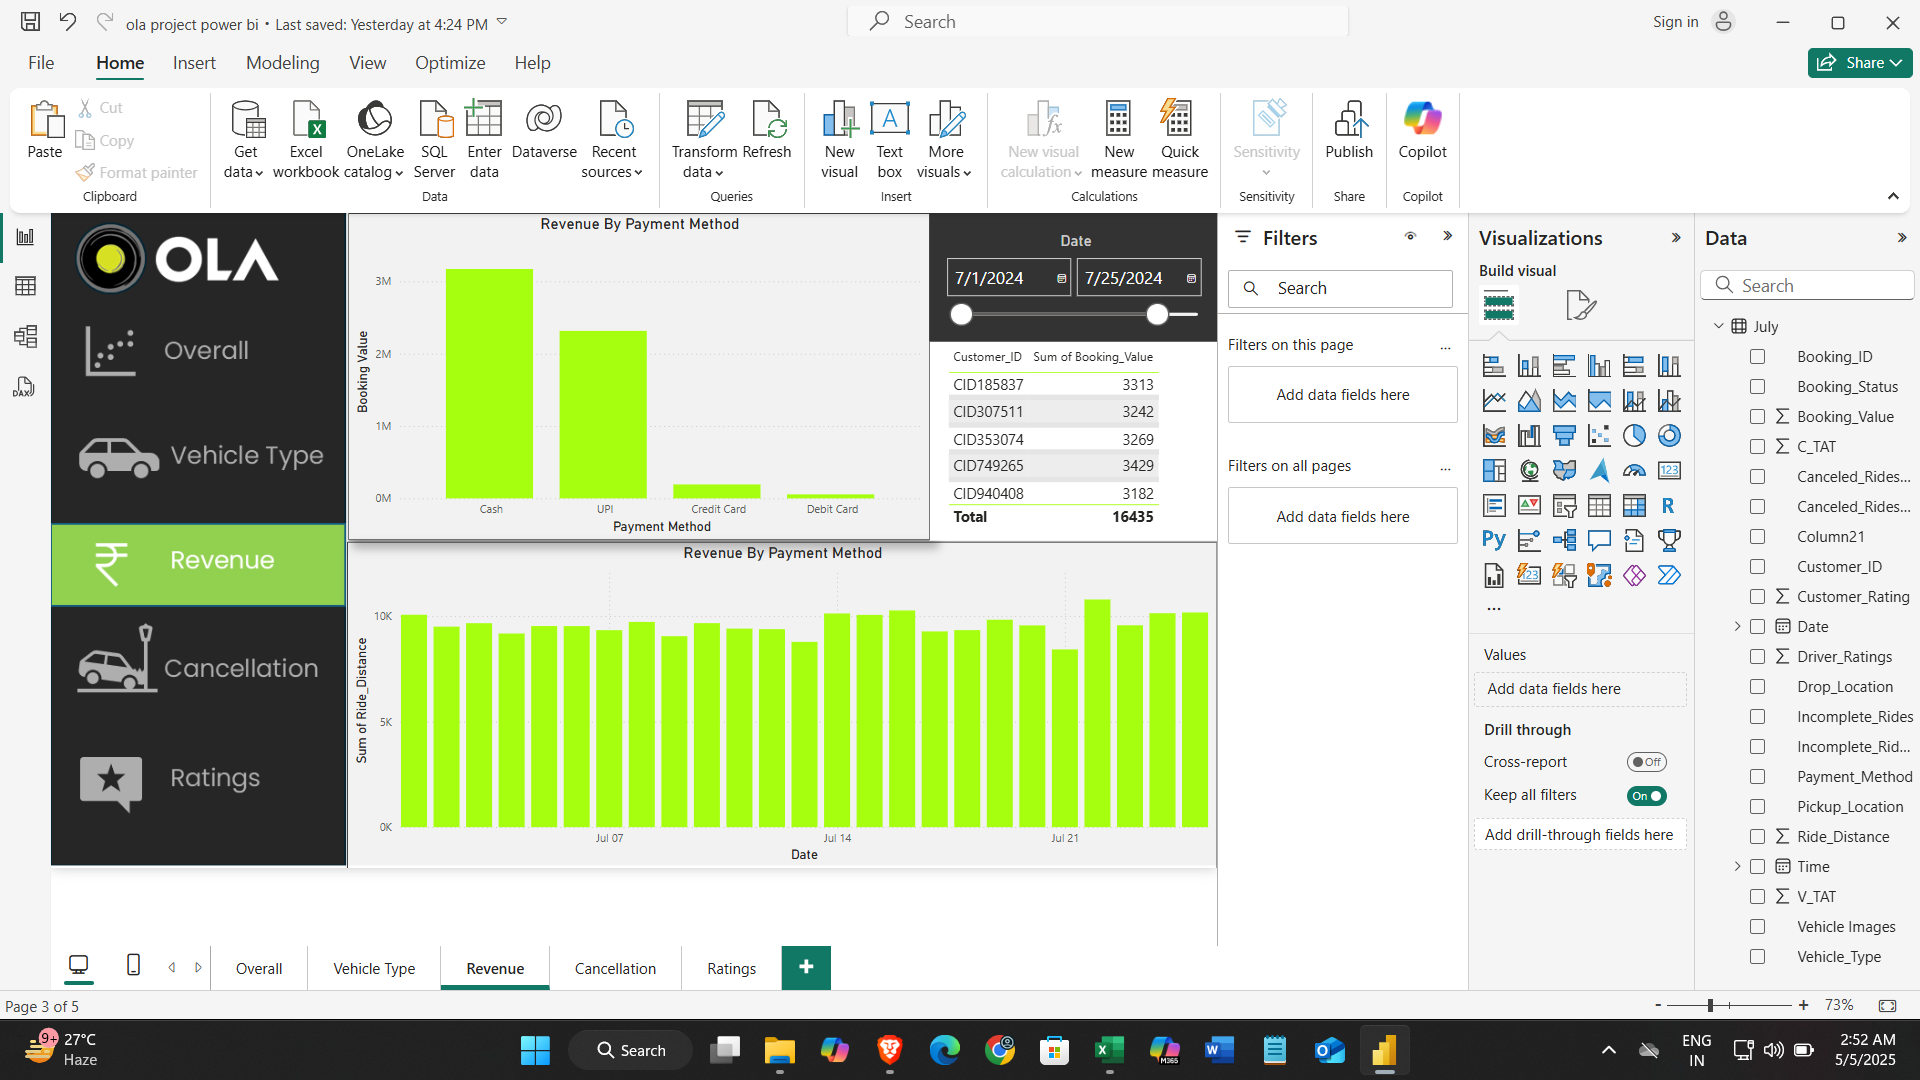 ola project power bi • Last saved: Yesterday at 4:24 PM
Search
Sign in
File Home Insert Modeling View Optimize Help
Share
Paste
Cut
Copy
Format painter
Clipboard
Get data
Excel workbook
OneLake catalog
SQL Server
Enter data
Dataverse
Recent sources
Data
Transform data
Refresh
Queries
New visual
Text box
More visuals
Insert
New visual calculation
New measure
Quick measure
Calculations
Sensitivity
Sensitivity
Publish
Share
Copilot
Copilot
OLA
Overall
Vehicle Type
Revenue
Cancellation
Ratings
Revenue By Payment Method
Booking Value
3M
2M
1M
0M
Cash UPI Credit Card Debit Card
Payment Method
Date
7/1/2024 7/25/2024
Customer_ID Sum of Booking_Value
CID185837 3313
CID307511 3242
CID353074 3269
CID749265 3429
CID940408 3182
Total 16435
Revenue By Payment Method
Sum of Ride_Distance
10K
5K
0K
Jul 07 Jul 14 Jul 21
Date
Filters
Search
Filters on this page ...
Add data fields here
Filters on all pages ...
Add data fields here
Visualizations
Build visual
123
R
Py
123
...
Values
Add data fields here
Drill through
Cross-report Off
Keep all filters On
Add drill-through fields here
Data
Search
July
Booking_ID
Booking_Status
Booking_Value
C_TAT
Canceled_Rides...
Canceled_Rides...
Column21
Customer_ID
Customer_Rating
Date
Driver_Ratings
Drop_Location
Incomplete_Rides
Incomplete_Rid...
Payment_Method
Pickup_Location
Ride_Distance
Time
V_TAT
Vehicle Images
Vehicle_Type
Overall Vehicle Type Revenue Cancellation Ratings +
Page 3 of 5
- + 73%
9+
27°C
Haze
Search
M365
ENG
IN
2:52 AM
5/5/2025